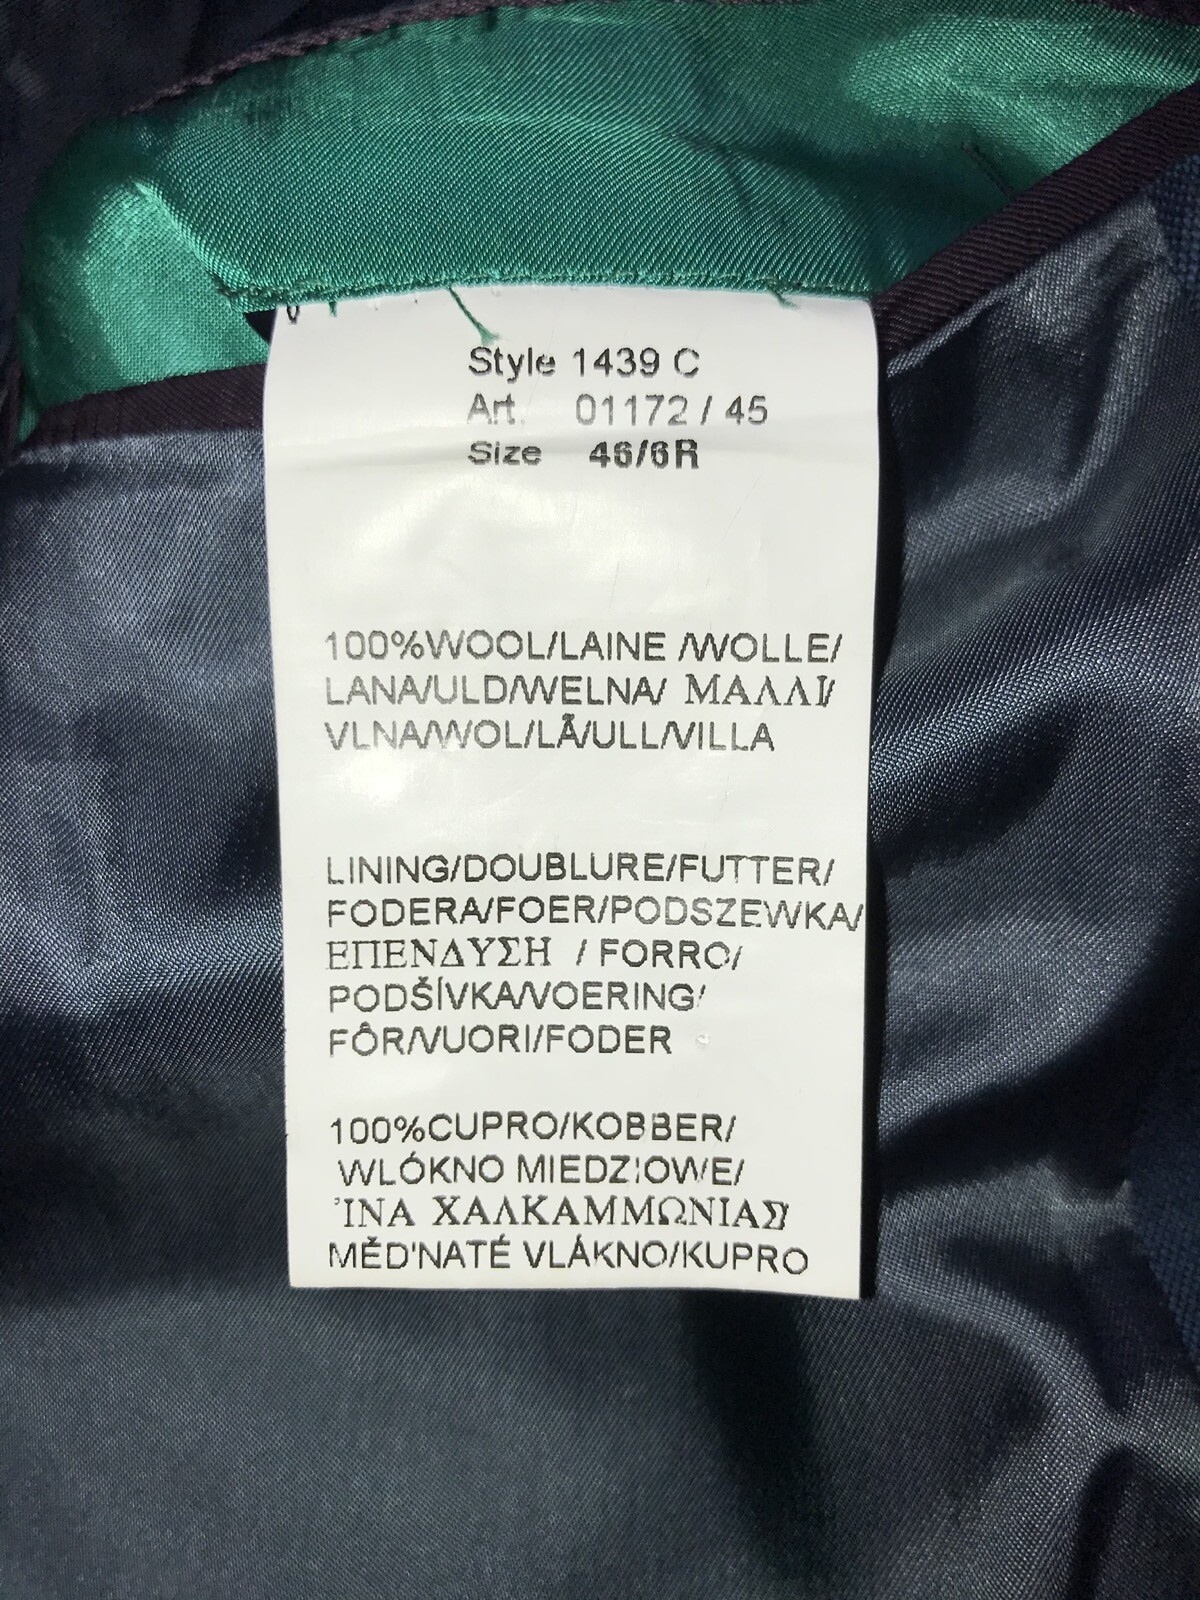 Style 1439 C
Art. 01172 / 45
Size 46/6R
100%WOOL/LAINE /WOLLE/
LANA/ULD/WELNA/ ΜΑΛΛΙ/
VLNA/WOL/LÃ/ULL/VILLA
LINING/DOUBLURE/FUTTER/
FODERA/FOER/PODSZEWKA/
ΕΠΕΝΔΥΣΗ / FORRO/
PODŠÍVKA/VOERING/
FÔR/VUORI/FODER
100%CUPRO/KOBBER/
WLÓKNO MIEDZIOWE/
ΊΝΑ ΧΑΛΚΑΜΜΩΝΙΑΣ/
MĚD'NATÉ VLÁKNO/KUPRO